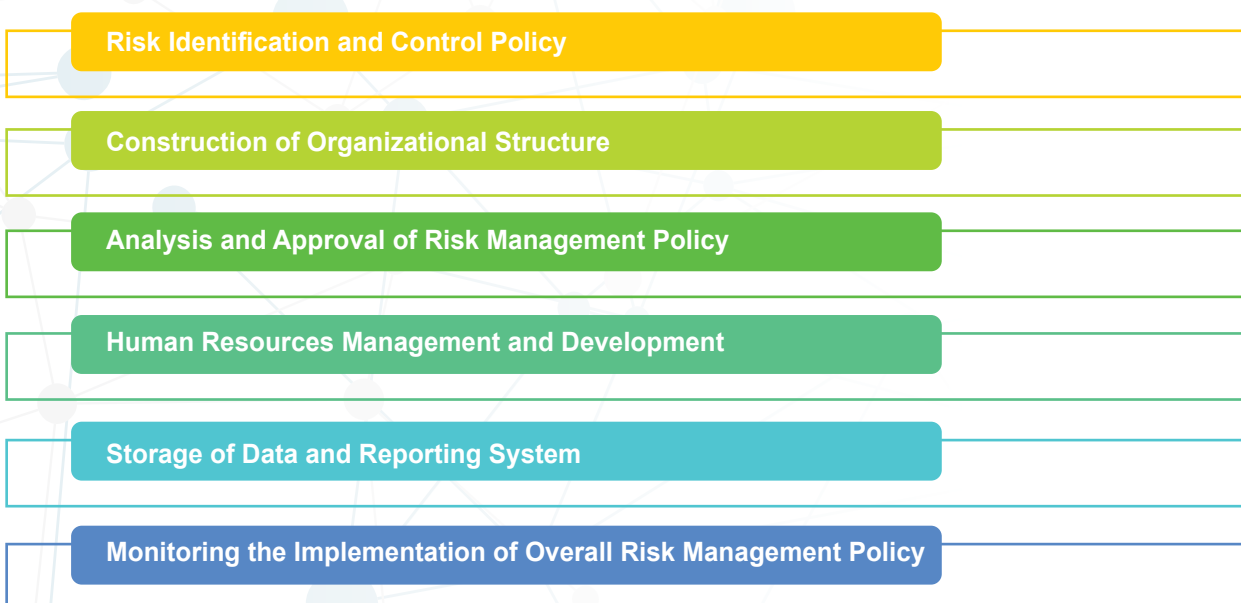 Risk Identification and Control Policy
Construction of Organizational Structure
Analysis and Approval of Risk Management Policy
Human Resources Management and Development
Storage of Data and Reporting System
Monitoring the Implementation of Overall Risk Management Policy